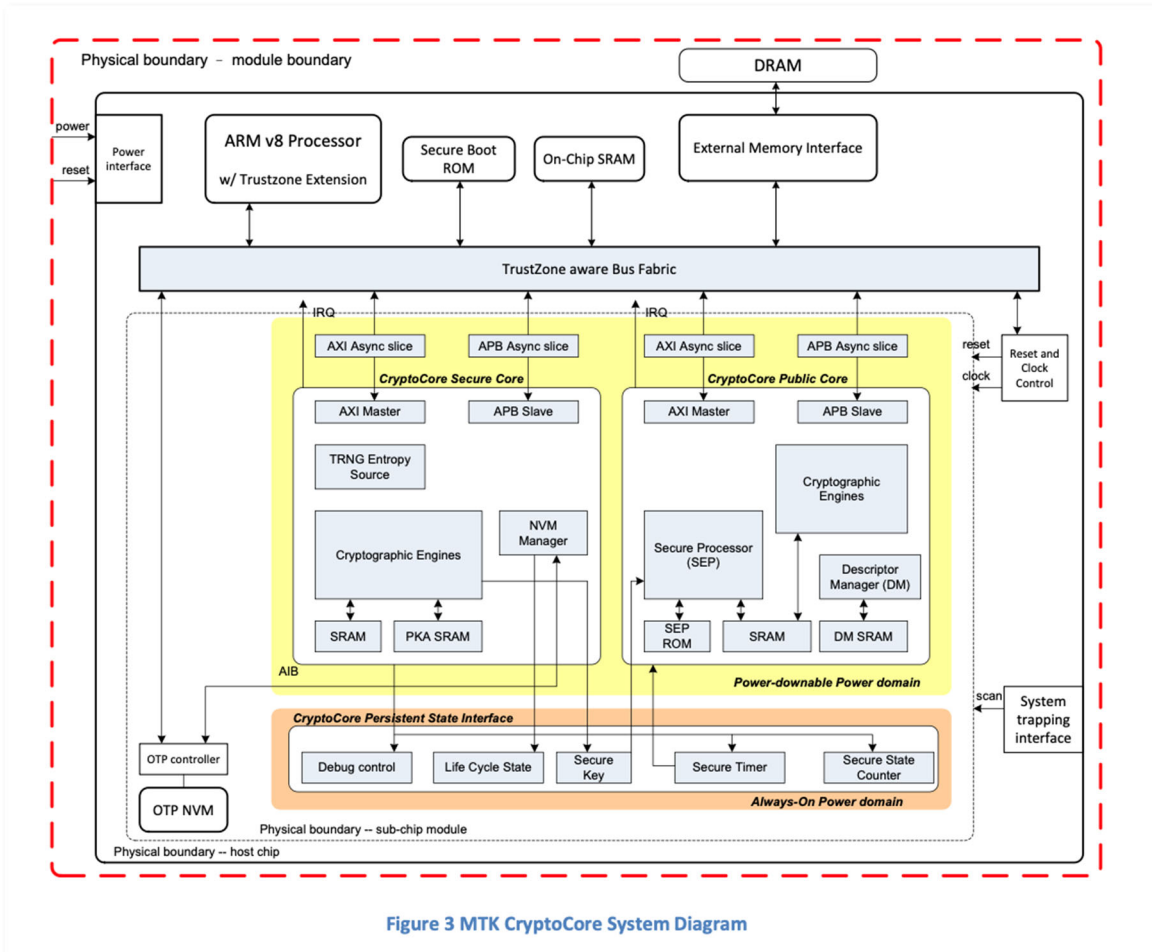 Physical boundary – module boundary
DRAM
power
reset
Power
interface
ARM v8 Processor
w/ Trustzone Extension
Secure Boot
ROM
On-Chip SRAM
External Memory Interface
TrustZone aware Bus Fabric
IRQ
IRQ
AXI Async slice
APB Async slice
AXI Async slice
APB Async slice
reset
clock
Reset and
Clock
Control
CryptoCore Secure Core
CryptoCore Public Core
AXI Master
APB Slave
AXI Master
APB Slave
TRNG Entropy
Source
Cryptographic
Engines
Cryptographic Engines
NVM
Manager
Secure Processor
(SEP)
Descriptor
Manager (DM)
SRAM
PKA SRAM
SEP
ROM
SRAM
DM SRAM
AIB
Power-downable Power domain
scan
System
trapping
interface
CryptoCore Persistent State Interface
OTP controller
Debug control
Life Cycle State
Secure
Key
Secure Timer
Secure State
Counter
OTP NVM
Always-On Power domain
Physical boundary -- sub-chip module
Physical boundary -- host chip
Figure 3 MTK CryptoCore System Diagram